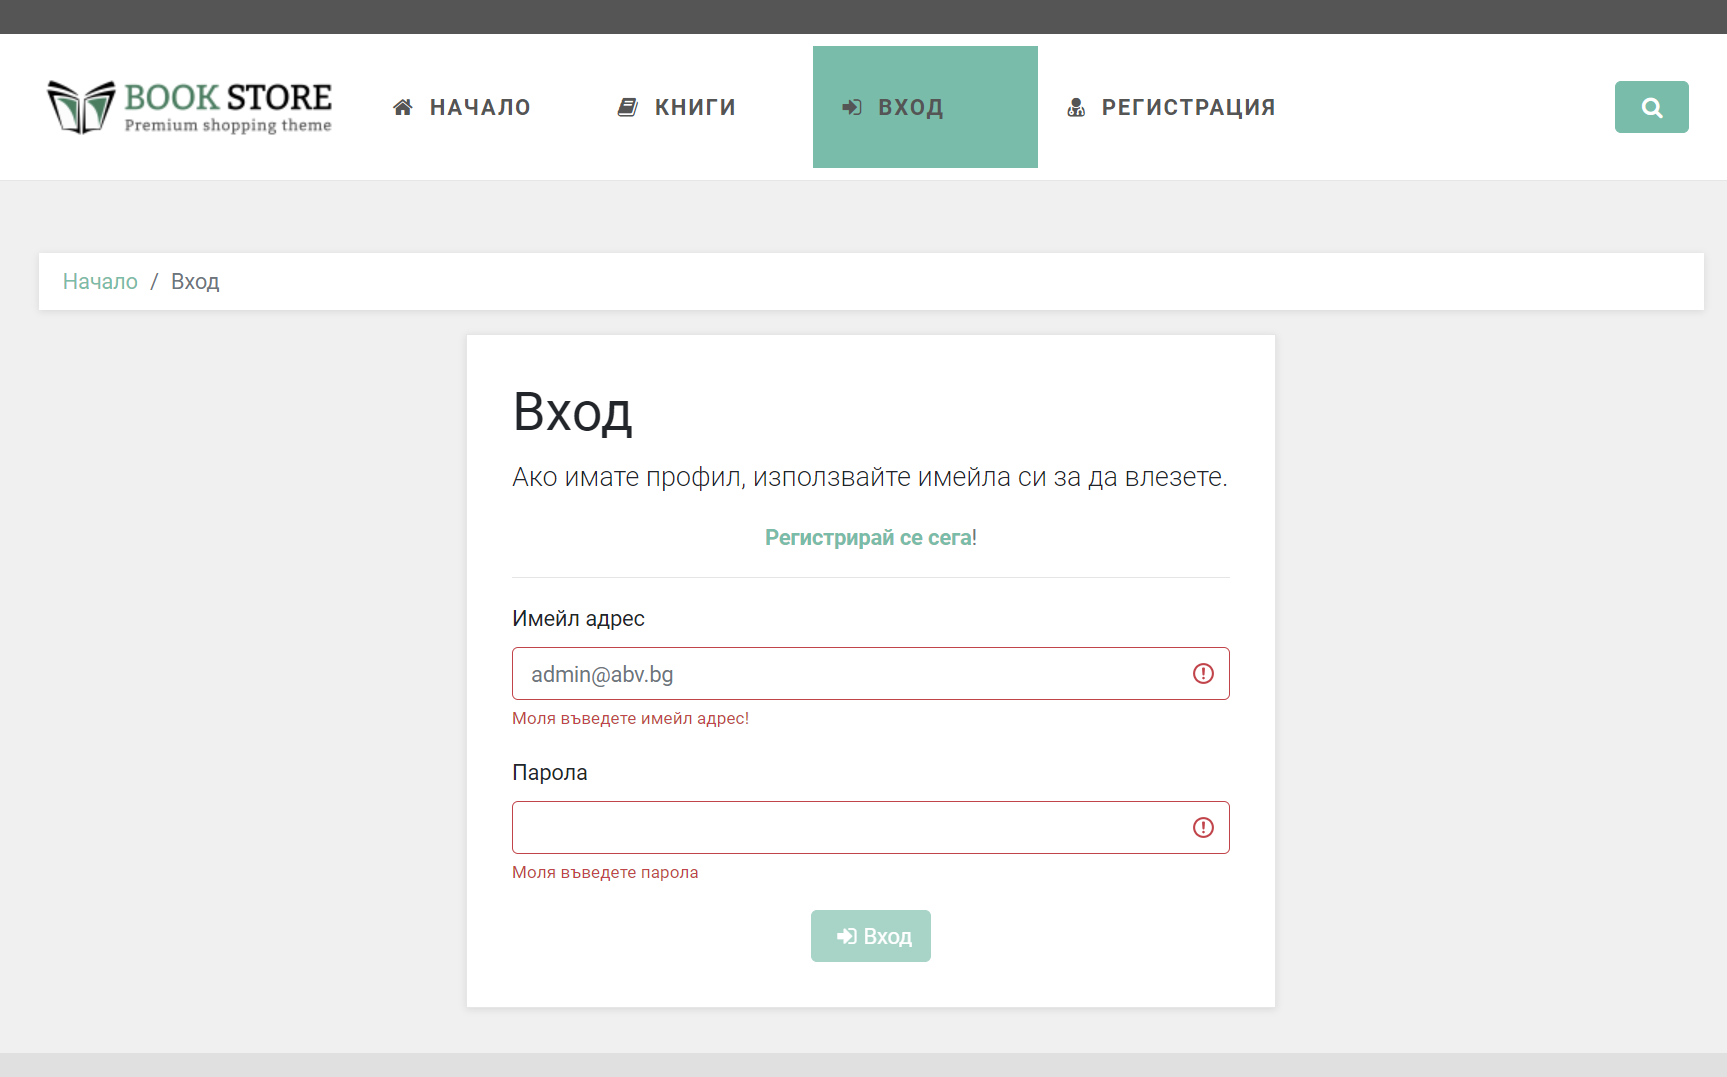 BOOK STORE
Premium shopping theme
НАЧАЛО
КНИГИ
ВХОД
РЕГИСТРАЦИЯ
Начало / Вход
Вход
Ако имате профил, използвайте имейла си за да влезете.
Регистрирай се сега!
Имейл адрес
admin@abv.bg
Моля въведете имейл адрес!
Парола
Моля въведете парола
Вход